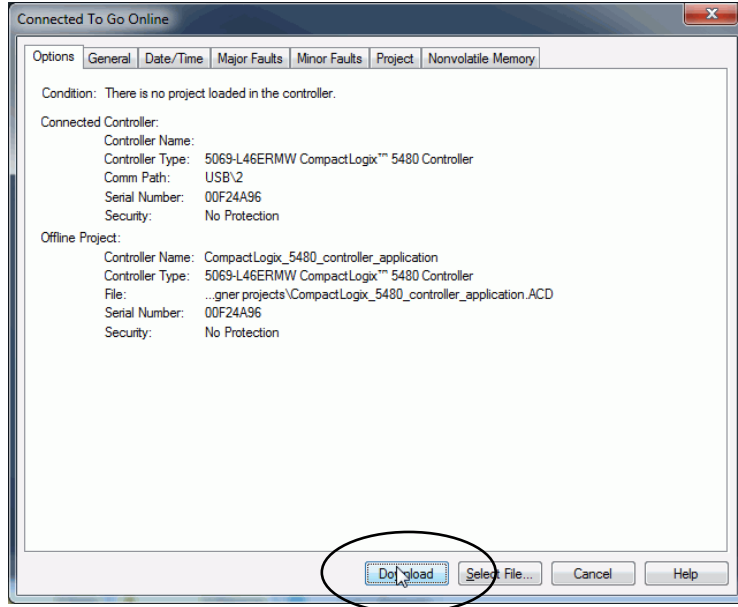 Connected To Go Online
Options General Date/Time Major Faults Minor Faults Project Nonvolatile Memory
Condition: There is no project loaded in the controller.
Connected Controller:
Controller Name:
Controller Type: 5069-L46ERMW CompactLogix™ 5480 Controller
Comm Path: USB\2
Serial Number: 00F24A96
Security: No Protection
Offline Project:
Controller Name: CompactLogix_5480_controller_application
Controller Type: 5069-L46ERMW CompactLogix™ 5480 Controller
File: ...gner projects\CompactLogix_5480_controller_application.ACD
Serial Number: 00F24A96
Security: No Protection
Download Select File... Cancel Help